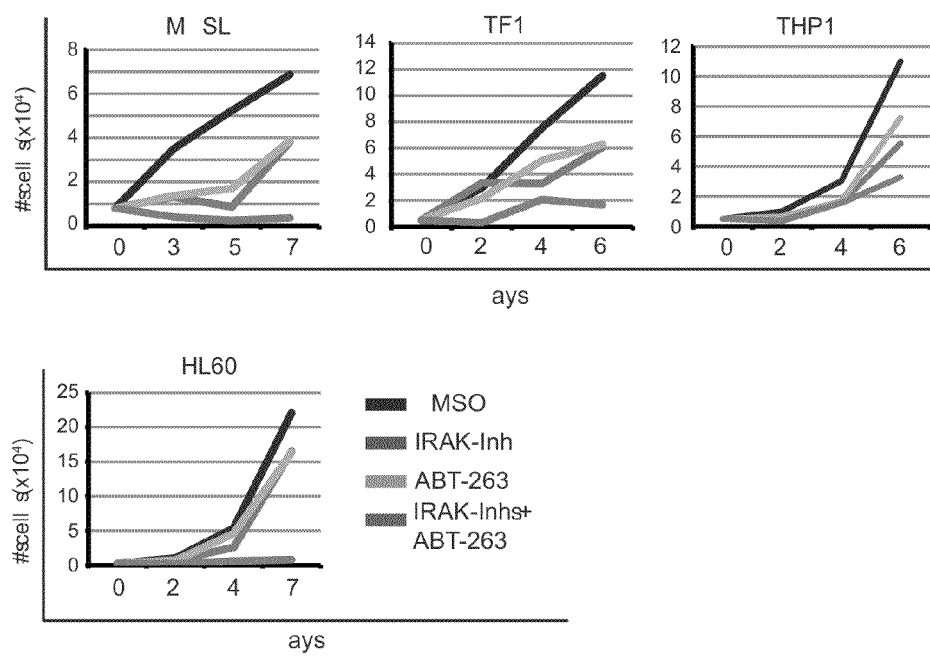 M SL
TF1
THP1
#scell s(x10⁴)
8
6
4
2
0
0 3 5 7
14
12
10
8
6
4
2
0
0 2 4 6
12
10
8
6
4
2
0
0 2 4 6
ays
HL60
#scell s(x10⁴)
25
20
15
10
5
0
0 2 4 7
ays
MSO
IRAK-Inh
ABT-263
IRAK-Inhs+
ABT-263